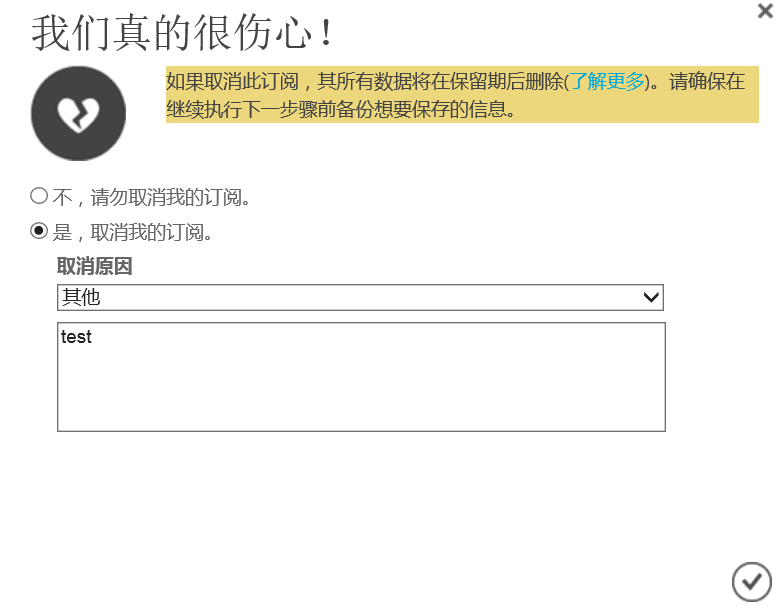 我们真的很伤心！
如果取消此订阅，其所有数据将在保留期后删除(了解更多)。请确保在
继续执行下一步骤前备份想要保存的信息。
不，请勿取消我的订阅。
是，取消我的订阅。
取消原因
其他
test